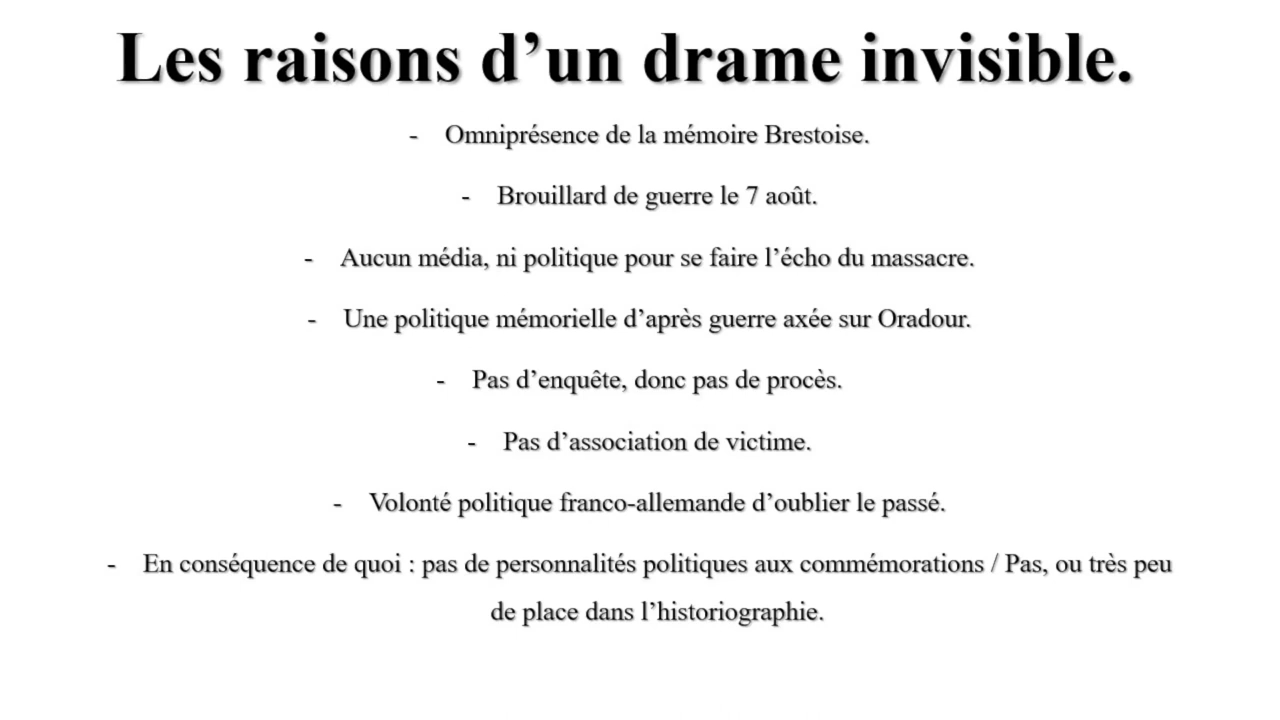 Les raisons d’un drame invisible.
- Omniprésence de la mémoire Brestoise.
- Brouillard de guerre le 7 août.
- Aucun média, ni politique pour se faire l’écho du massacre.
- Une politique mémorielle d’après guerre axée sur Oradour.
- Pas d’enquête, donc pas de procès.
- Pas d’association de victime.
- Volonté politique franco-allemande d’oublier le passé.
- En conséquence de quoi : pas de personnalités politiques aux commémorations / Pas, ou très peu
de place dans l’historiographie.